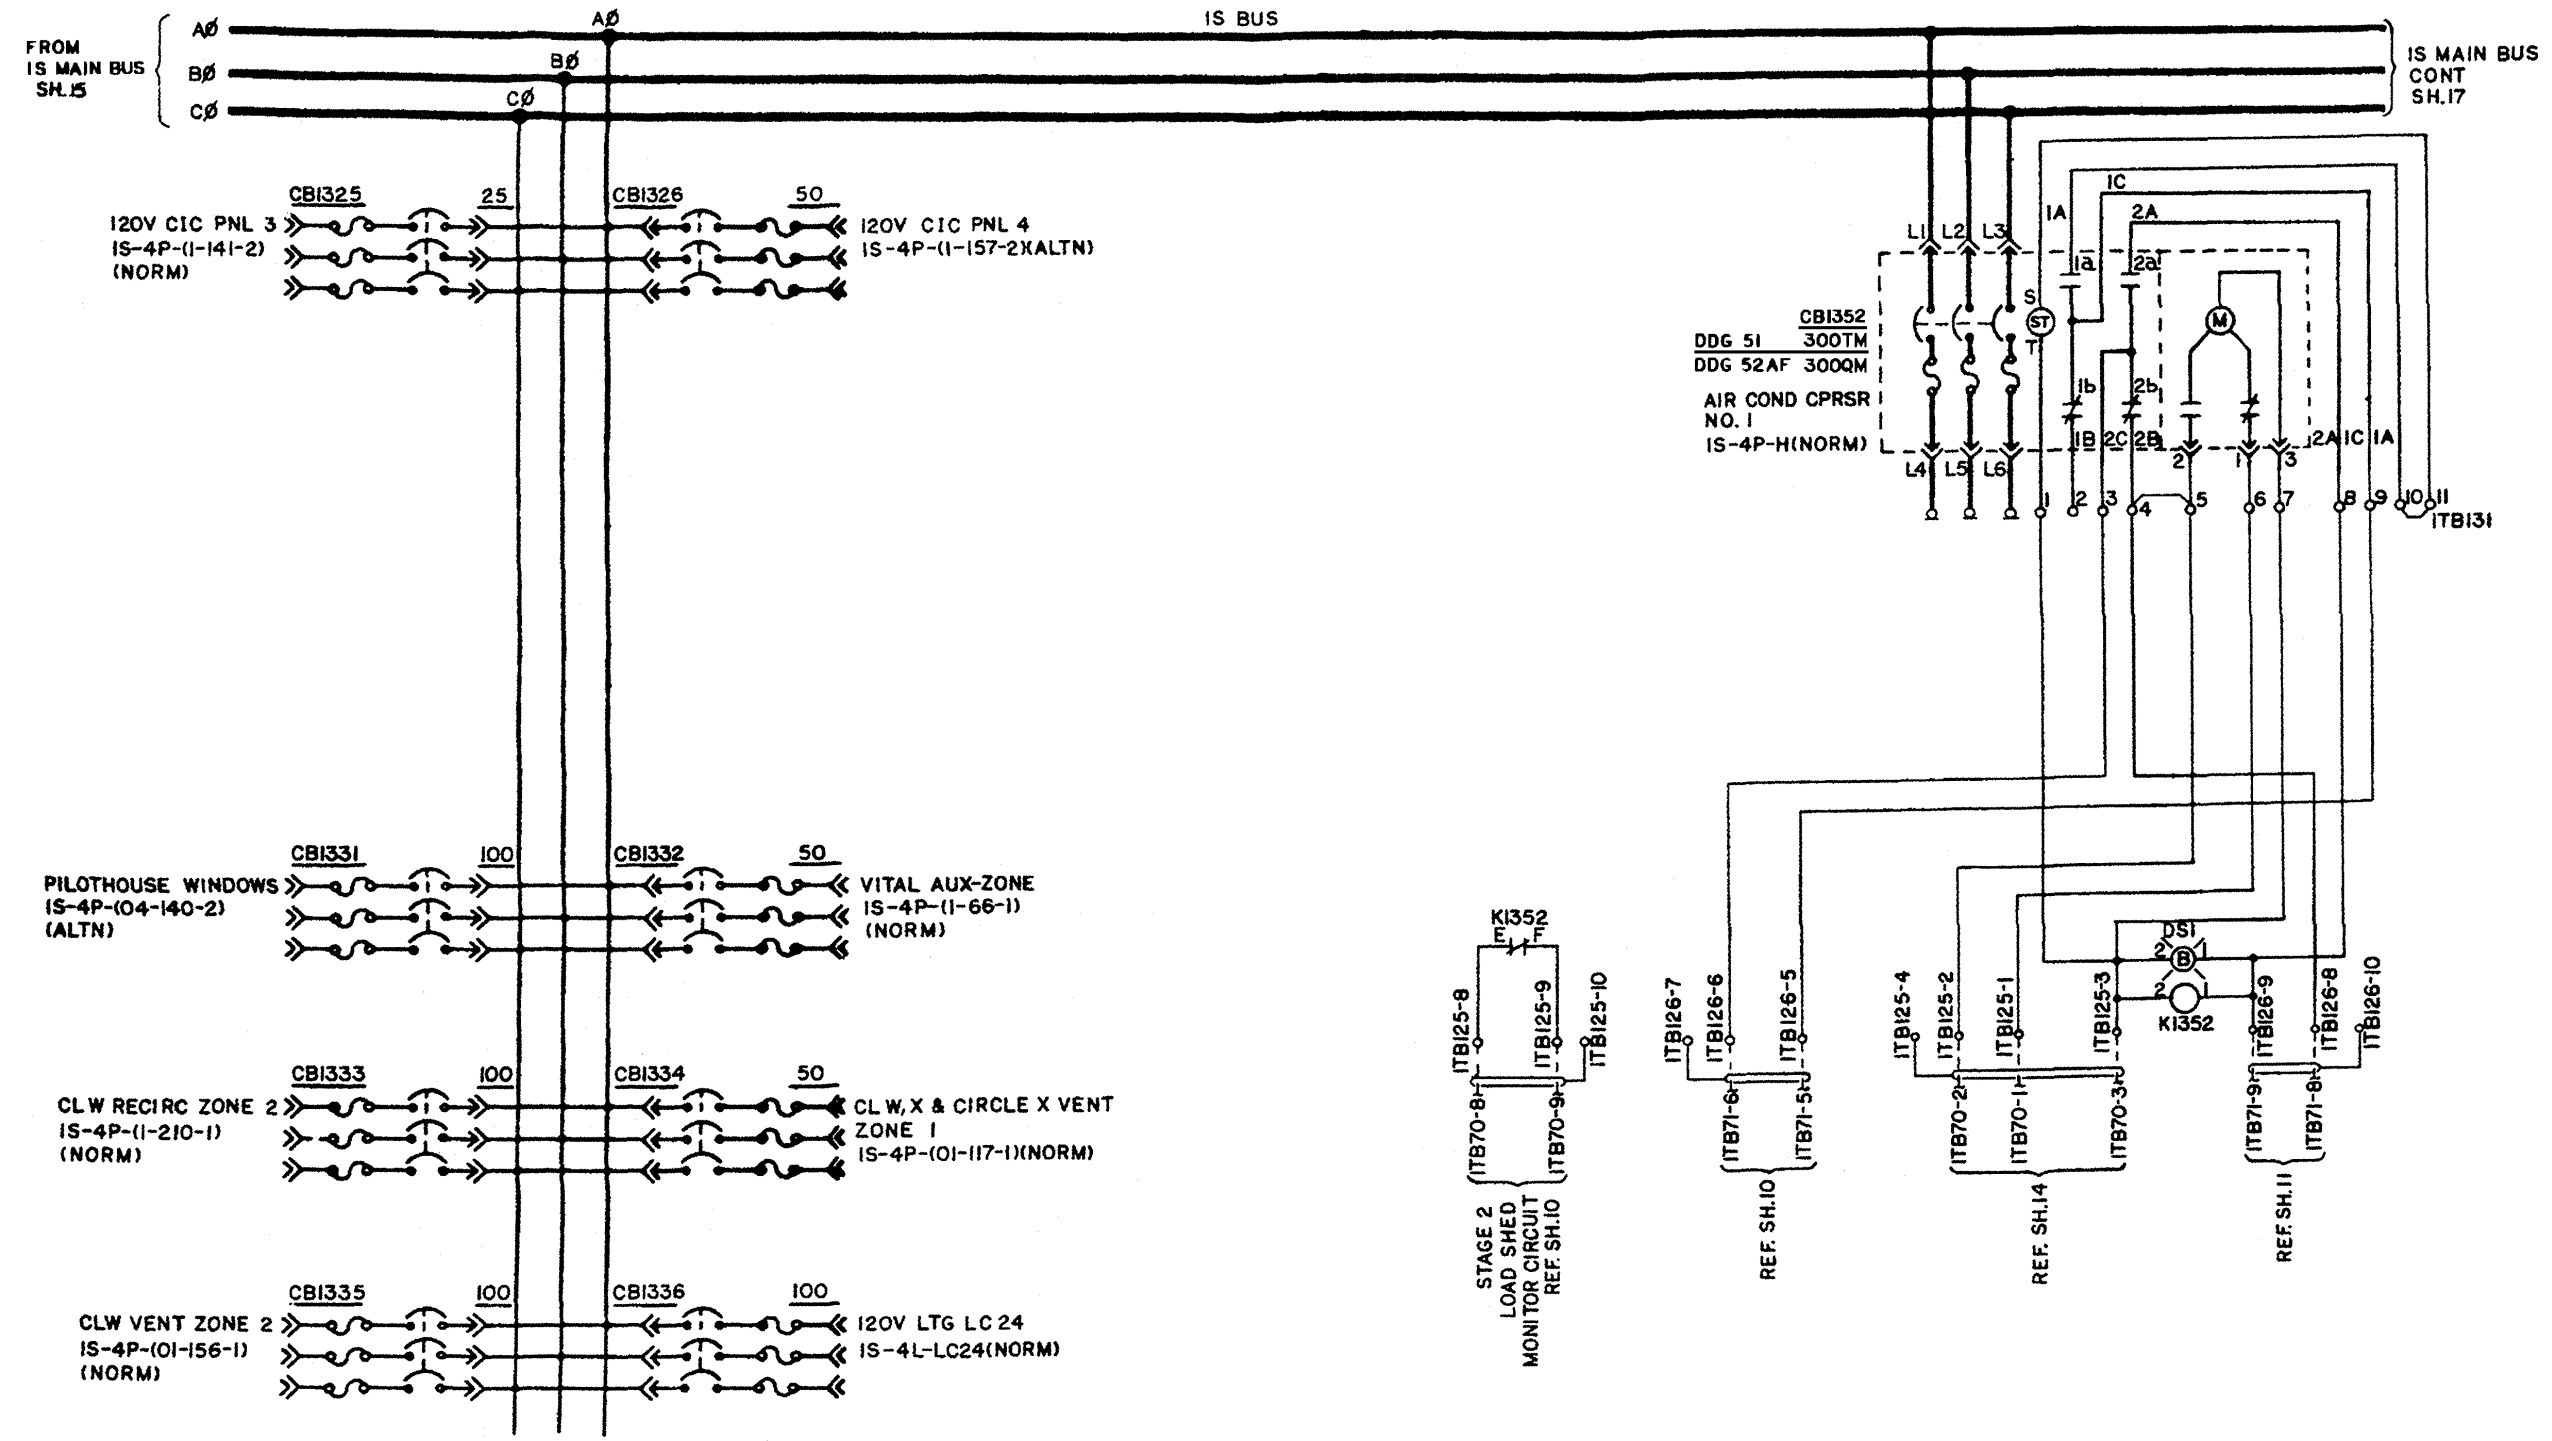 FROM
IS MAIN BUS
SH.15
AØ
BØ
CØ
AØ
BØ
CØ
IS BUS
IS MAIN BUS
CONT
SH.17
CB1325
25
120V CIC PNL 3
IS-4P-(1-141-2)
(NORM)
CB1326
50
120V CIC PNL 4
IS-4P-(1-157-2)(ALTN)
CB1331
100
PILOTHOUSE WINDOWS
IS-4P-(04-140-2)
(ALTN)
CB1332
50
VITAL AUX-ZONE
IS-4P-(1-66-1)
(NORM)
CB1333
100
CLW RECIRC ZONE 2
IS-4P-(1-210-1)
(NORM)
CB1334
50
CLW,X & CIRCLE X VENT
ZONE 1
IS-4P-(01-117-1)(NORM)
CB1335
100
CLW VENT ZONE 2
IS-4P-(01-156-1)
(NORM)
CB1336
100
120V LTG LC 24
IS-4L-LC24(NORM)
L1 L2 L3
1A
1C
2A
1a
2a
S
ST
T
M
CB1352
DDG 51 300TM
DDG 52AF 300QM
AIR COND CPRSR
NO. 1
IS-4P-H(NORM)
1b
2b
1B 2C 2B
2A 1C 1A
L4 L5 L6
2 1 3
1 2 3 4 5 6 7 8 9 10 11
1TB131
K1352
E F
1TB125-8
1TB125-9
1TB125-10
1TB70-8
1TB70-9
STAGE 2
LOAD SHED
MONITOR CIRCUIT
REF. SH.10
1TB126-7
1TB126-6
1TB126-5
1TB71-6
1TB71-5
REF. SH.10
1TB125-4
1TB125-2
1TB125-1
1TB125-3
1TB70-2
1TB70-1
1TB70-3
REF. SH.14
DS1
2 B 1
2 1
K1352
1TB126-9
1TB126-8
1TB126-10
1TB71-9
1TB71-8
REF. SH.11